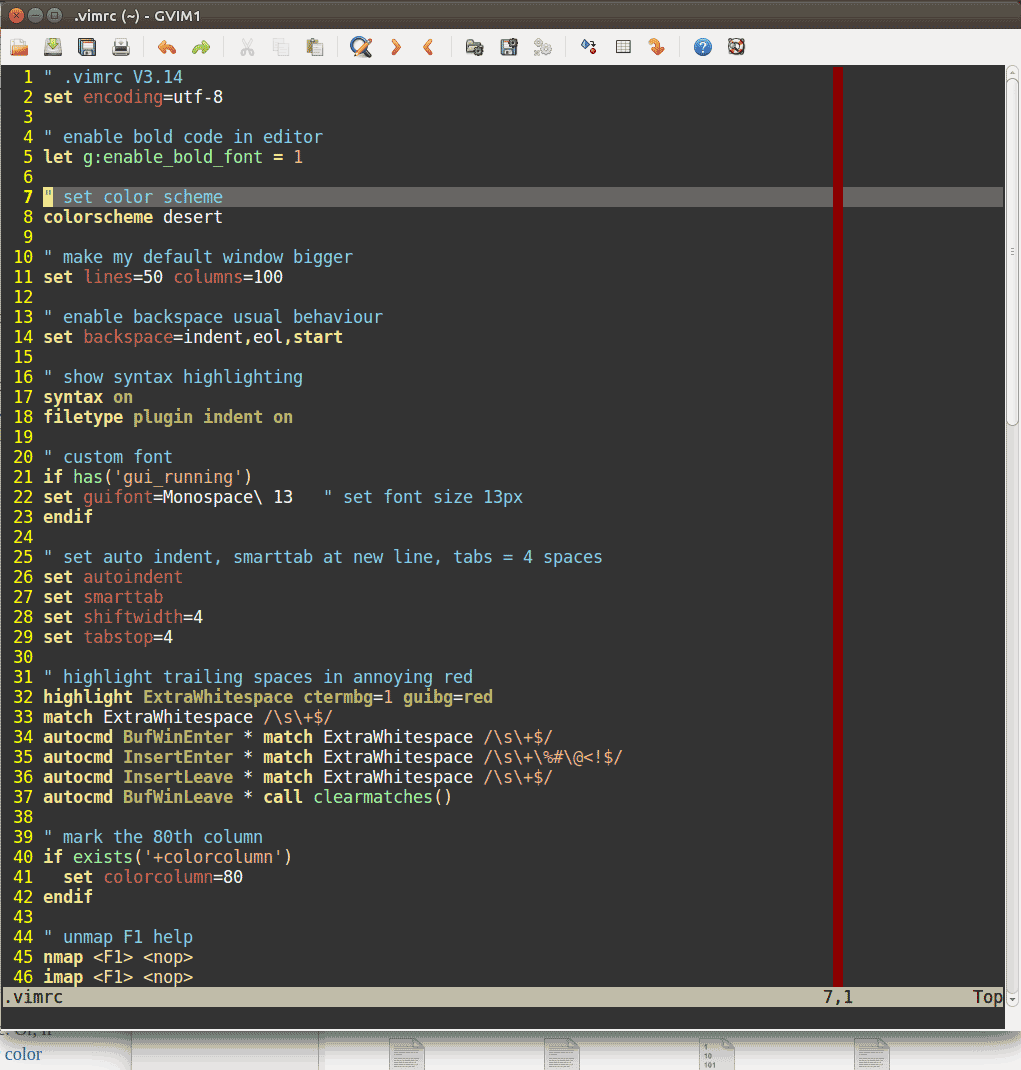 .vimrc (~) - GVIM1
1 " .vimrc V3.14
2 set encoding=utf-8
3
4 " enable bold code in editor
5 let g:enable_bold_font = 1
6
7 " set color scheme
8 colorscheme desert
9
10 " make my default window bigger
11 set lines=50 columns=100
12
13 " enable backspace usual behaviour
14 set backspace=indent,eol,start
15
16 " show syntax highlighting
17 syntax on
18 filetype plugin indent on
19
20 " custom font
21 if has('gui_running')
22 set guifont=Monospace\ 13   " set font size 13px
23 endif
24
25 " set auto indent, smarttab at new line, tabs = 4 spaces
26 set autoindent
27 set smarttab
28 set shiftwidth=4
29 set tabstop=4
30
31 " highlight trailing spaces in annoying red
32 highlight ExtraWhitespace ctermbg=1 guibg=red
33 match ExtraWhitespace /\s\+$/
34 autocmd BufWinEnter * match ExtraWhitespace /\s\+$/
35 autocmd InsertEnter * match ExtraWhitespace /\s\+\%#\@<!$/
36 autocmd InsertLeave * match ExtraWhitespace /\s\+$/
37 autocmd BufWinLeave * call clearmatches()
38
39 " mark the 80th column
40 if exists('+colorcolumn')
41   set colorcolumn=80
42 endif
43
44 " unmap F1 help
45 nmap <F1> <nop>
46 imap <F1> <nop>
.vimrc 7,1 Top
color
1
10
101